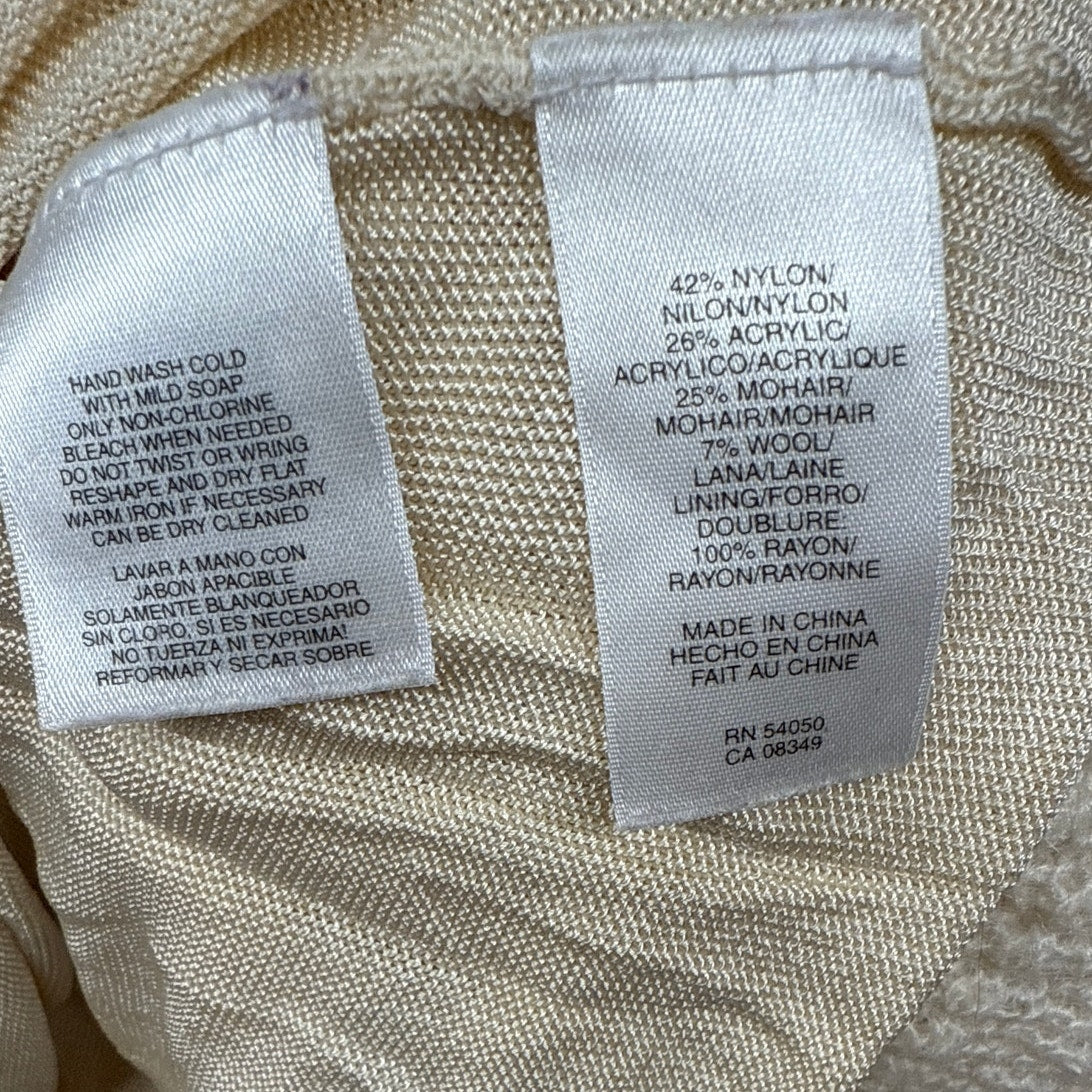 HAND WASH COLD
WITH MILD SOAP
ONLY NON-CHLORINE
BLEACH WHEN NEEDED
DO NOT TWIST OR WRING
RESHAPE AND DRY FLAT
WARM IRON IF NECESSARY
CAN BE DRY CLEANED
LAVAR A MANO CON
JABON APACIBLE
SOLAMENTE BLANQUEADOR
SIN CLORO, SI ES NECESARIO
NO TUERZA NI EXPRIMA!
REFORMAR Y SECAR SOBRE
42% NYLON/
NILON/NYLON
26% ACRYLIC/
ACRYLICO/ACRYLIQUE
25% MOHAIR/
MOHAIR/MOHAIR
7% WOOL/
LANA/LAINE
LINING/FORRO/
DOUBLURE:
100% RAYON/
RAYON/RAYONNE
MADE IN CHINA
HECHO EN CHINA
FAIT AU CHINE
RN 54050
CA 08349